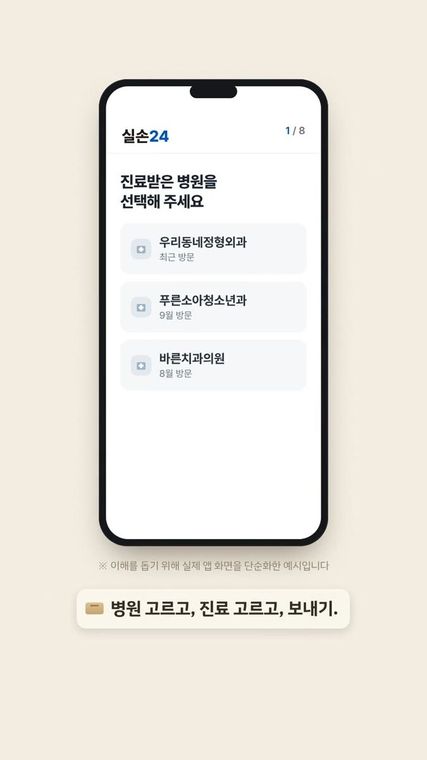 실손24
1 / 8
진료받은 병원을
선택해 주세요
우리동네정형외과
최근 방문
푸른소아청소년과
9월 방문
바른치과의원
8월 방문
※ 이해를 돕기 위해 실제 앱 화면을 단순화한 예시입니다
병원 고르고, 진료 고르고, 보내기.